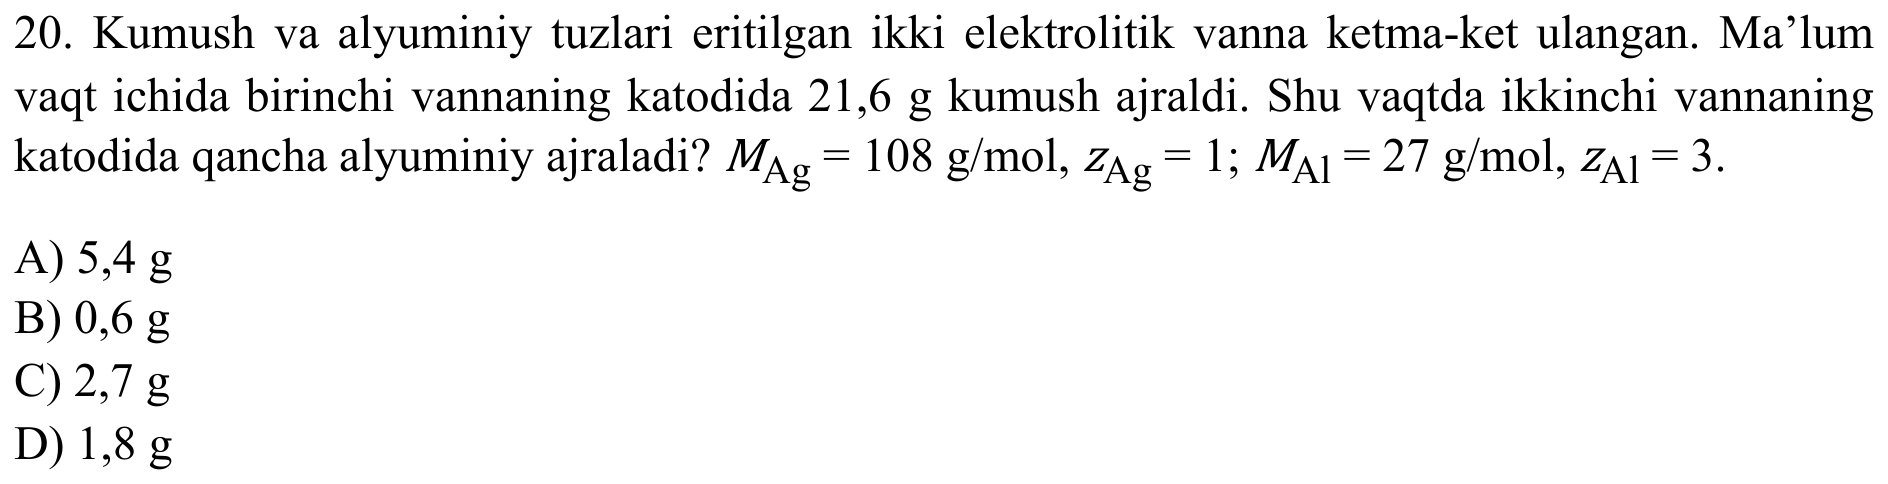 20. Kumush va alyuminiy tuzlari eritilgan ikki elektrolitik vanna ketma-ket ulangan. Ma’lum
vaqt ichida birinchi vannaning katodida 21,6 g kumush ajraldi. Shu vaqtda ikkinchi vannaning
katodida qancha alyuminiy ajraladi? M_Ag = 108 g/mol, z_Ag = 1; M_Al = 27 g/mol, z_Al = 3.
A) 5,4 g
B) 0,6 g
C) 2,7 g
D) 1,8 g